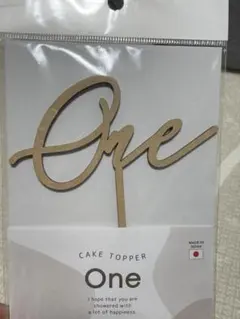 One
MADE IN
JAPAN
CAKE TOPPER
One
I hope that you are
showered with
a lot of happiness.